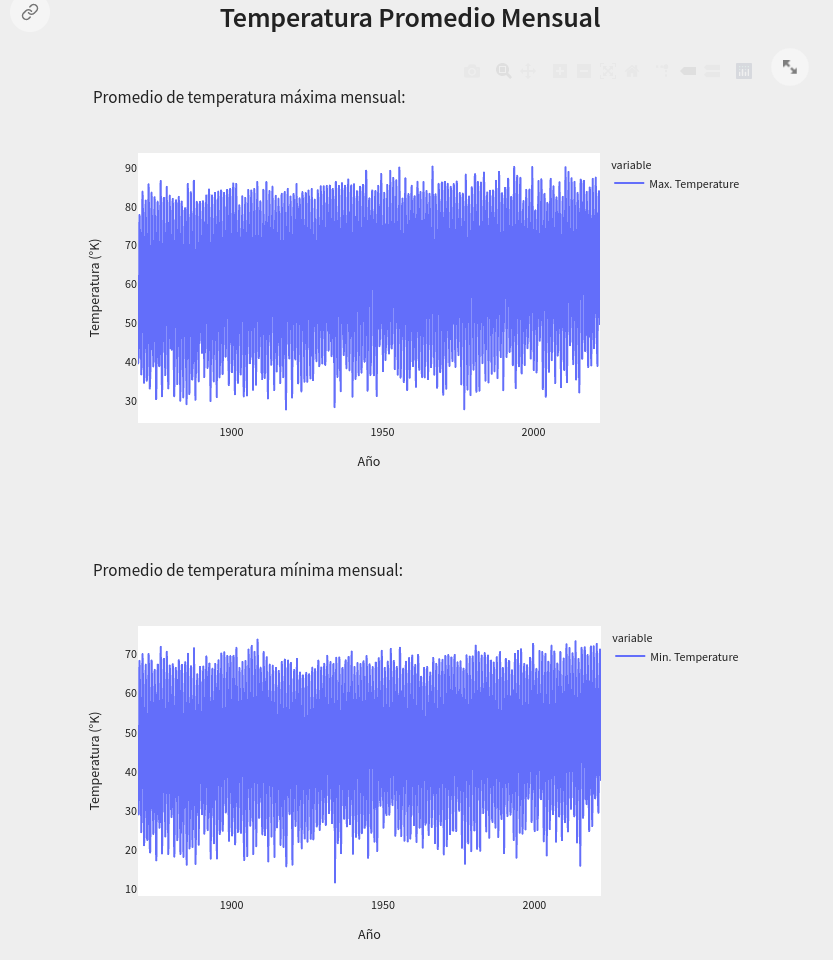 Temperatura Promedio Mensual
Promedio de temperatura máxima mensual:
variable
Max. Temperature
90
80
70
60
50
40
30
Temperatura (°K)
1900
1950
2000
Año
Promedio de temperatura mínima mensual:
variable
Min. Temperature
70
60
50
40
30
20
10
Temperatura (°K)
1900
1950
2000
Año